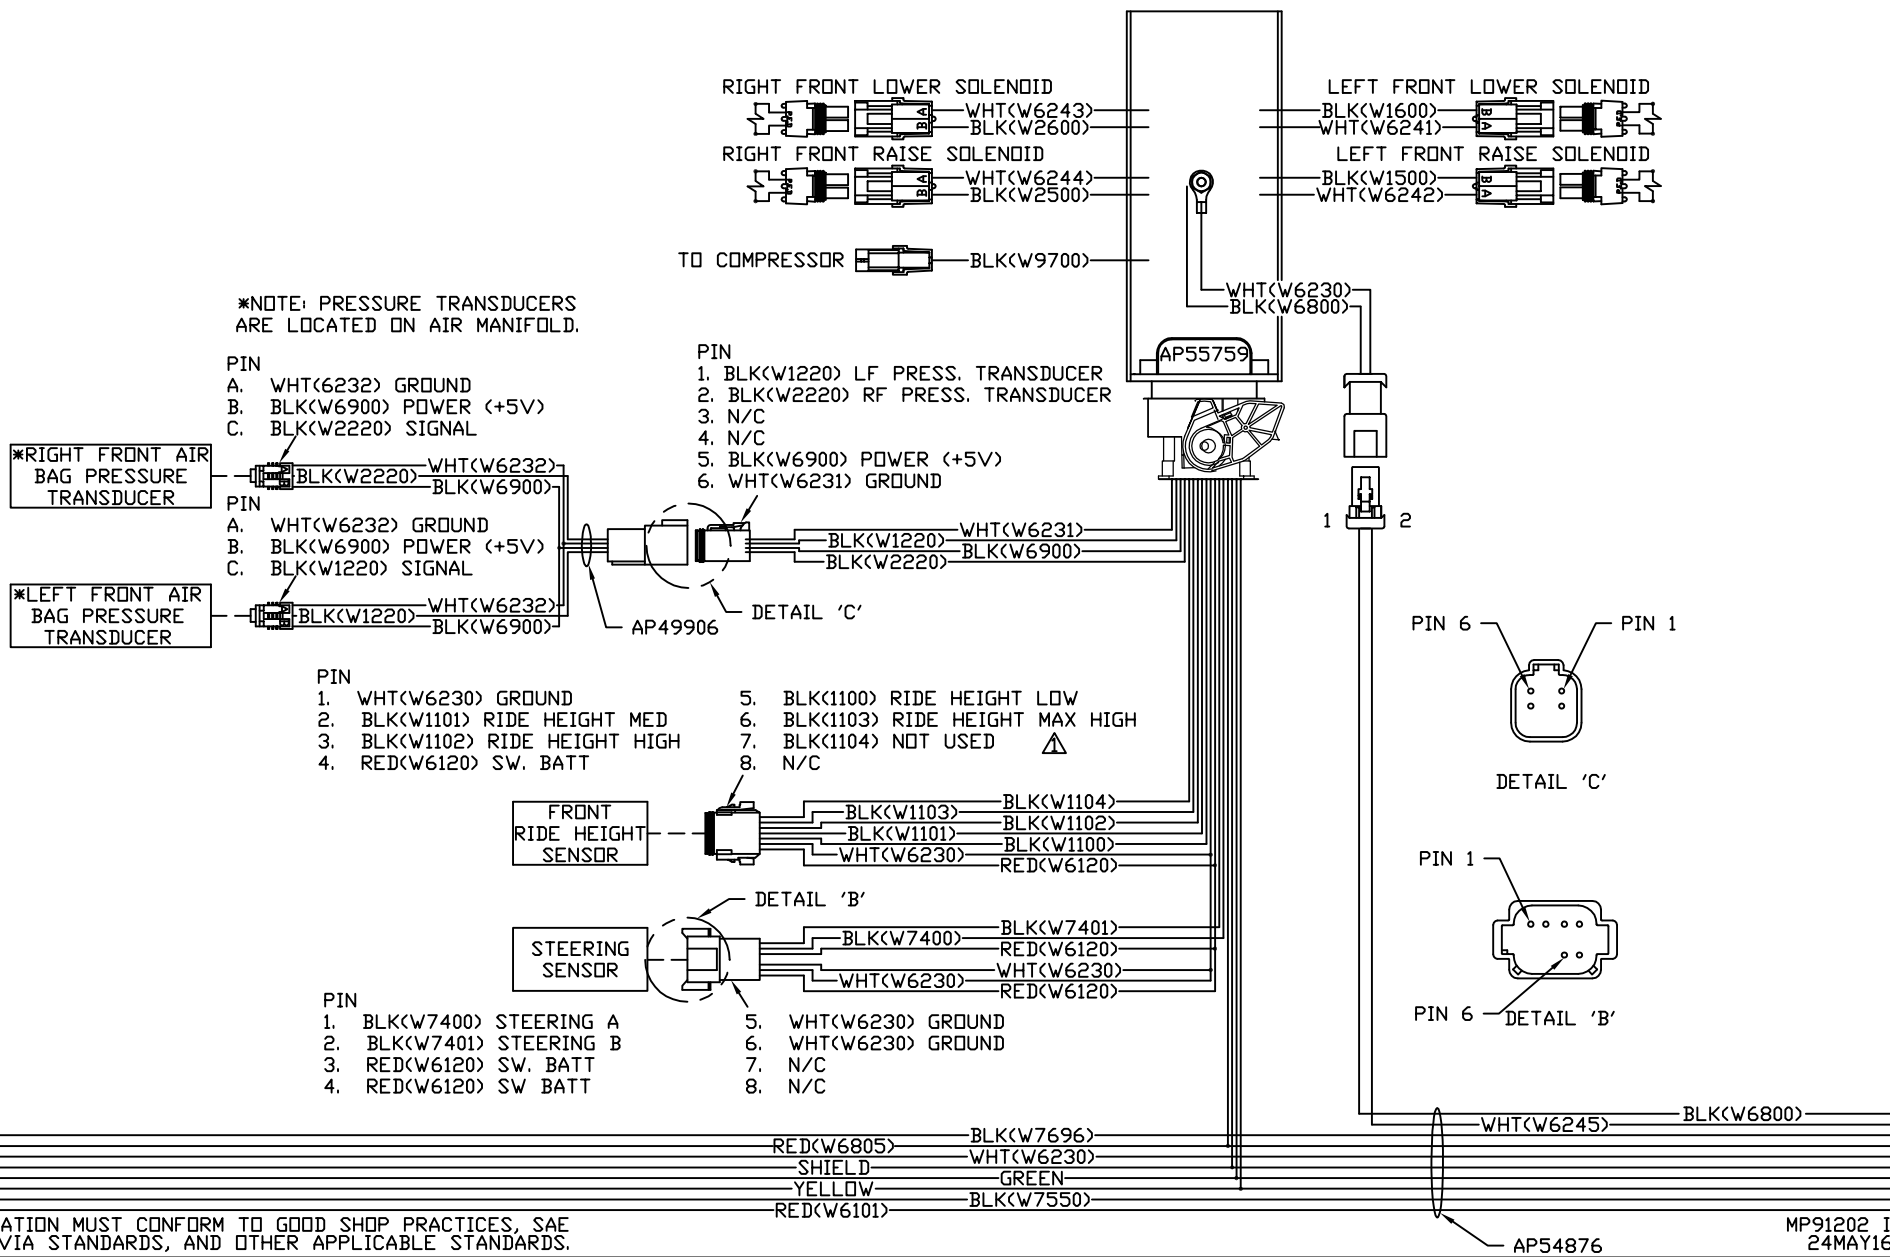 RIGHT FRONT LOWER SOLENOID
WHT(W6243)
BLK(W2600)
A
B
RIGHT FRONT RAISE SOLENOID
WHT(W6244)
BLK(W2500)
A
B
LEFT FRONT LOWER SOLENOID
BLK(W1600)
WHT(W6241)
B
A
LEFT FRONT RAISE SOLENOID
BLK(W1500)
WHT(W6242)
B
A
TO COMPRESSOR
BLK(W9700)
WHT(W6230)
BLK(W6800)
AP55759
*NOTE: PRESSURE TRANSDUCERS
ARE LOCATED ON AIR MANIFOLD.
PIN
A. WHT(6232) GROUND
B. BLK(W6900) POWER (+5V)
C. BLK(W2220) SIGNAL
*RIGHT FRONT AIR
BAG PRESSURE
TRANSDUCER
WHT(W6232)
BLK(W2220)
BLK(W6900)
PIN
A. WHT(W6232) GROUND
B. BLK(W6900) POWER (+5V)
C. BLK(W1220) SIGNAL
*LEFT FRONT AIR
BAG PRESSURE
TRANSDUCER
WHT(W6232)
BLK(W1220)
BLK(W6900)
AP49906
PIN
1. BLK(W1220) LF PRESS. TRANSDUCER
2. BLK(W2220) RF PRESS. TRANSDUCER
3. N/C
4. N/C
5. BLK(W6900) POWER (+5V)
6. WHT(W6231) GROUND
WHT(W6231)
BLK(W1220)
BLK(W6900)
BLK(W2220)
DETAIL 'C'
1 2
PIN 6
PIN 1
DETAIL 'C'
PIN
1. WHT(W6230) GROUND
2. BLK(W1101) RIDE HEIGHT MED
3. BLK(W1102) RIDE HEIGHT HIGH
4. RED(W6120) SW. BATT
5. BLK(1100) RIDE HEIGHT LOW
6. BLK(1103) RIDE HEIGHT MAX HIGH
7. BLK(1104) NOT USED 1
8. N/C
FRONT
RIDE HEIGHT
SENSOR
BLK(W1104)
BLK(W1103)
BLK(W1102)
BLK(W1101)
BLK(W1100)
WHT(W6230)
RED(W6120)
DETAIL 'B'
STEERING
SENSOR
BLK(W7401)
BLK(W7400)
RED(W6120)
WHT(W6230)
WHT(W6230)
RED(W6120)
PIN 1
PIN 6
DETAIL 'B'
PIN
1. BLK(W7400) STEERING A
2. BLK(W7401) STEERING B
3. RED(W6120) SW. BATT
4. RED(W6120) SW BATT
5. WHT(W6230) GROUND
6. WHT(W6230) GROUND
7. N/C
8. N/C
BLK(W6800)
WHT(W6245)
BLK(W7696)
RED(W6805)
WHT(W6230)
SHIELD
GREEN
YELLOW
BLK(W7550)
RED(W6101)
AP54876
ATION MUST CONFORM TO GOOD SHOP PRACTICES, SAE
VIA STANDARDS, AND OTHER APPLICABLE STANDARDS.
MP91202 I
24MAY16